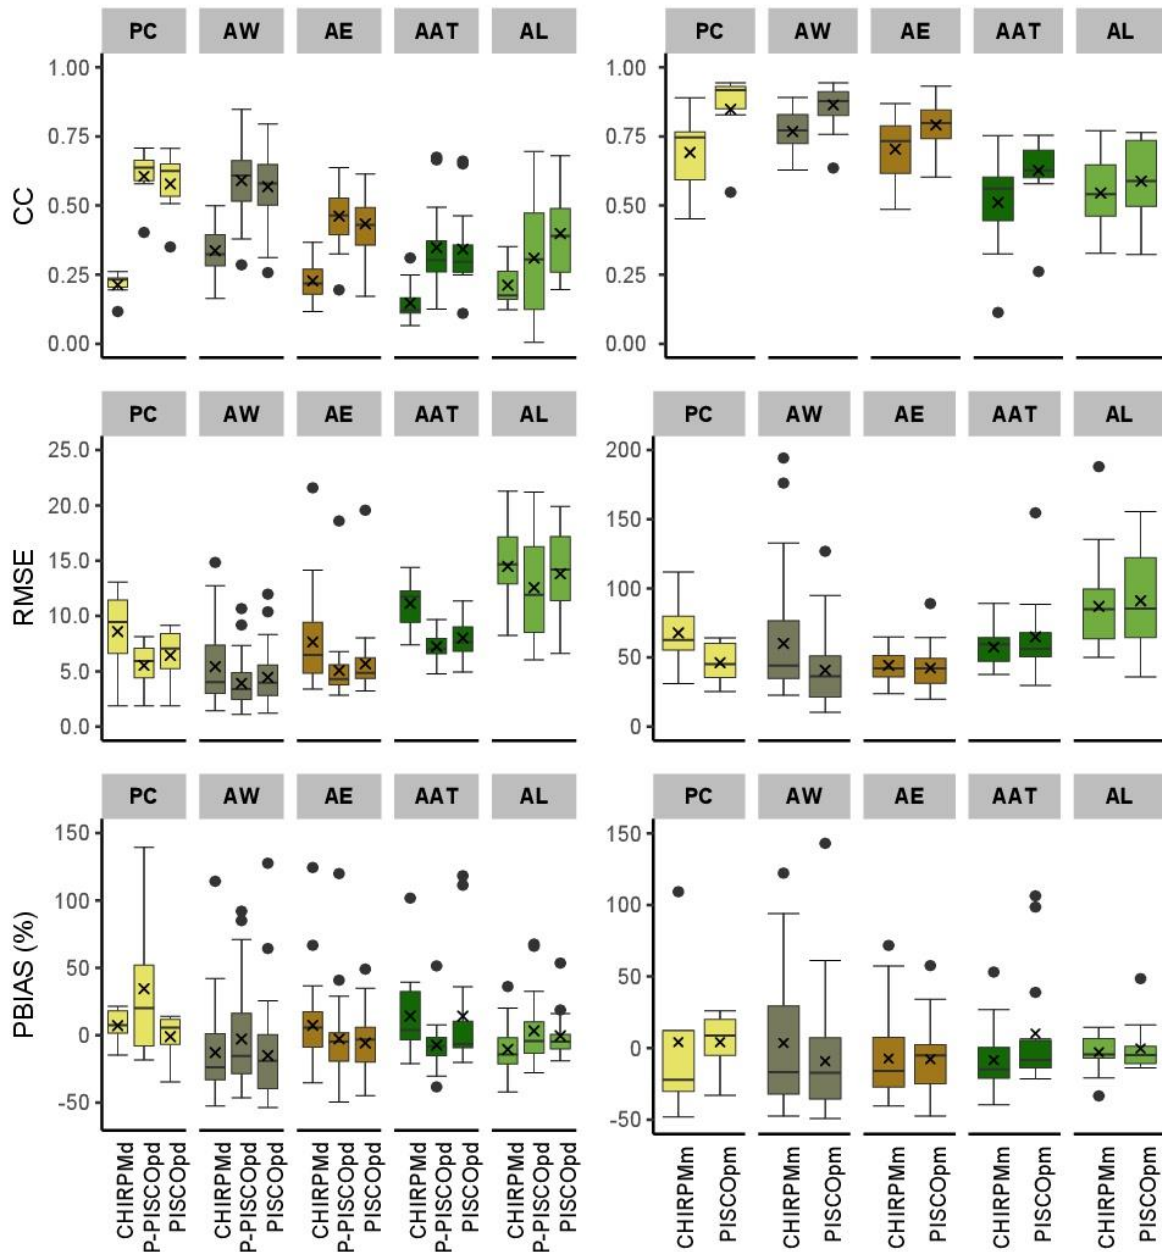 PC AW AE AAT AL PC AW AE AAT AL
CC
1.00
0.75
0.50
0.25
0.00
1.00
0.75
0.50
0.25
0.00
PC AW AE AAT AL PC AW AE AAT AL
RMSE
25.0
20.0
15.0
10.0
5.0
0.0
200
150
100
50
0
PC AW AE AAT AL PC AW AE AAT AL
PBIAS (%)
150
100
50
0
-50
150
100
50
0
-50
CHIRPMd
P-PISCOpd
PISCOpd
CHIRPMd
P-PISCOpd
PISCOpd
CHIRPMd
P-PISCOpd
PISCOpd
CHIRPMd
P-PISCOpd
PISCOpd
CHIRPMd
P-PISCOpd
PISCOpd
CHIRPMm
PISCOpm
CHIRPMm
PISCOpm
CHIRPMm
PISCOpm
CHIRPMm
PISCOpm
CHIRPMm
PISCOpm